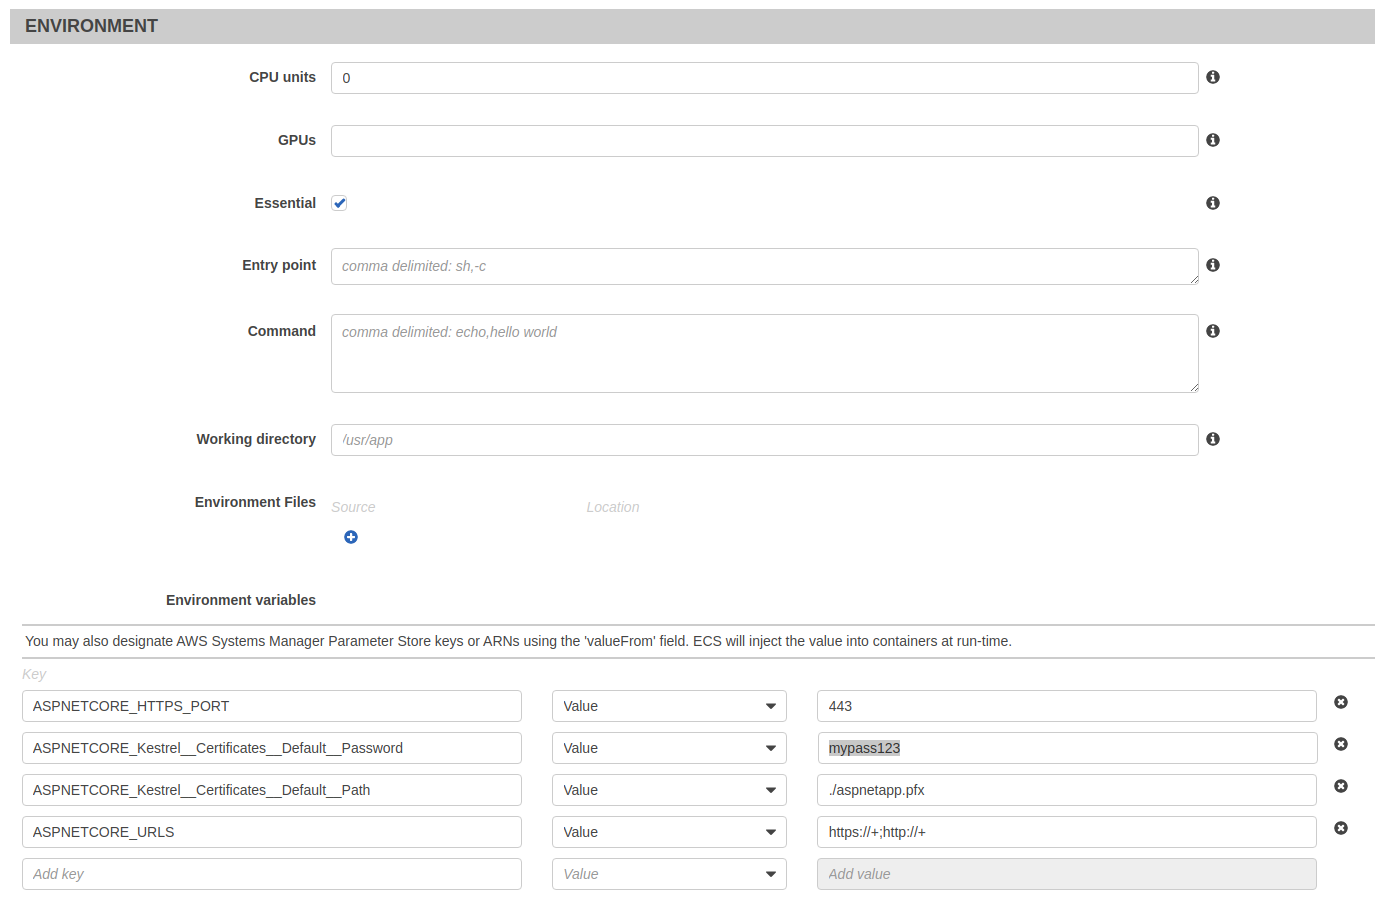 ENVIRONMENT
CPU units 0
GPUs
Essential
Entry point comma delimited: sh,-c
Command comma delimited: echo,hello world
Working directory /usr/app
Environment Files Source Location
Environment variables
You may also designate AWS Systems Manager Parameter Store keys or ARNs using the 'valueFrom' field. ECS will inject the value into containers at run-time.
Key
ASPNETCORE_HTTPS_PORT Value 443
ASPNETCORE_Kestrel__Certificates__Default__Password Value mypass123
ASPNETCORE_Kestrel__Certificates__Default__Path Value ./aspnetapp.pfx
ASPNETCORE_URLS Value https://+;http://+
Add key Value Add value